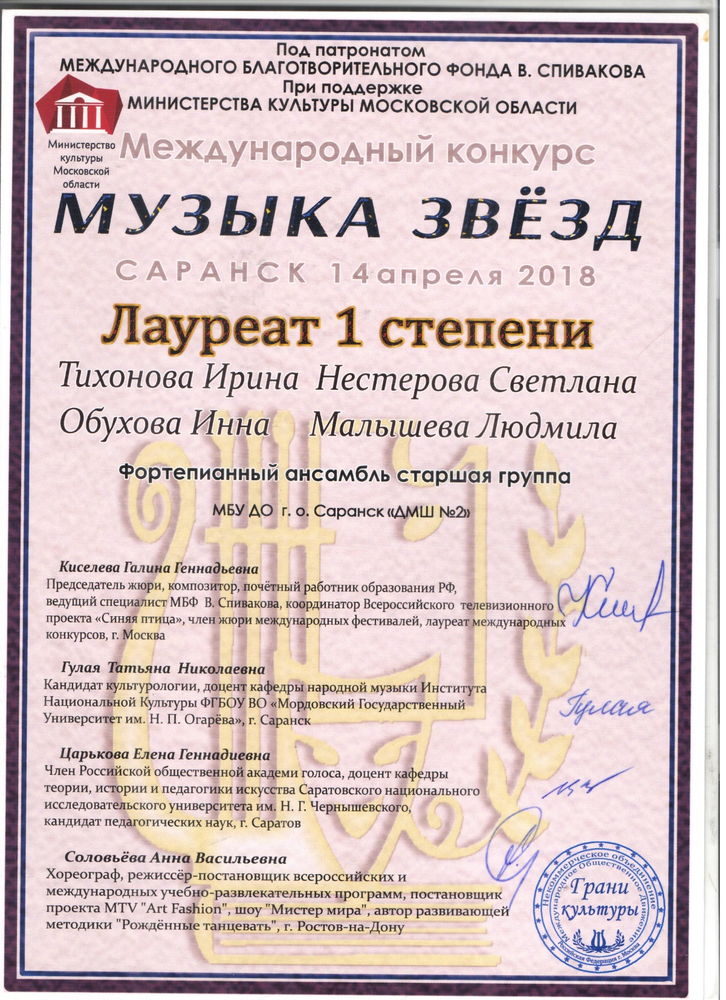 Под патронатом
МЕЖДУНАРОДНОГО БЛАГОТВОРИТЕЛЬНОГО ФОНДА В. СПИВАКОВА
При поддержке
МИНИСТЕРСТВА КУЛЬТУРЫ МОСКОВСКОЙ ОБЛАСТИ
Министерство
культуры
Московской
области
Международный конкурс
МУЗЫКА ЗВЁЗД
САРАНСК 14 апреля 2018
Лауреат 1 степени
Тихонова Ирина Нестерова Светлана
Обухова Инна Малышева Людмила
Фортепианный ансамбль старшая группа
МБУ ДО г. о. Саранск «ДМШ №2»
Киселева Галина Геннадьевна
Председатель жюри, композитор, почётный работник образования РФ,
ведущий специалист МБФ В. Спивакова, координатор Всероссийского телевизионного
проекта «Синяя птица», член жюри международных фестивалей, лауреат международных
конкурсов, г. Москва
Гулая Татьяна Николаевна
Кандидат культурологии, доцент кафедры народной музыки Института
Национальной Культуры ФГБОУ ВО «Мордовский Государственный
Университет им. Н. П. Огарёва», г. Саранск
Гулая
Царькова Елена Геннадиевна
Член Российской общественной академи голоса, доцент кафедры
теории, истории и педагогики искусства Саратовского национального
исследовательского университета им. Н. Г. Чернышевского,
кандидат педагогических наук, г. Саратов
Соловьёва Анна Васильевна
Хореограф, режиссёр-постановщик всероссийских и
международных учебно-развлекательных программ, постановщик
проекта MTV "Art Fashion", шоу "Мистер мира", автор развивающей
методики "Рождённые танцевать", г. Ростов-на-Дону
Некоммерческое объединение
Международное Общественное Движение
Грани
культуры
Российская Федерация г. Москва